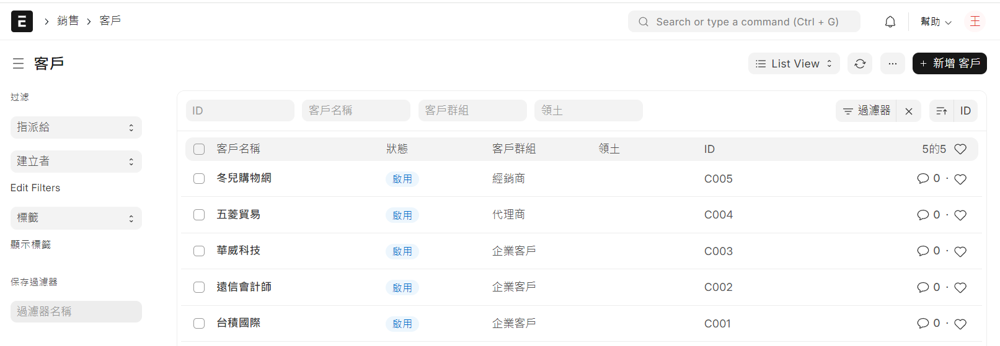 E 銷售 客戶 Search or type a command (Ctrl + G) 幫助 王
客戶 List View ... + 新增 客戶
过滤
指派給
建立者
Edit Filters
標籤
顯示標籤
保存過濾器
過濾器名稱
ID 客戶名稱 客戶群組 領土 過濾器 ID
客戶名稱 狀態 客戶群組 領土 ID 5的5
冬兒購物網 啟用 經銷商 C005 0 ·
五菱貿易 啟用 代理商 C004 0 ·
華威科技 啟用 企業客戶 C003 0 ·
遠信會計師 啟用 企業客戶 C002 0 ·
台積國際 啟用 企業客戶 C001 0 ·